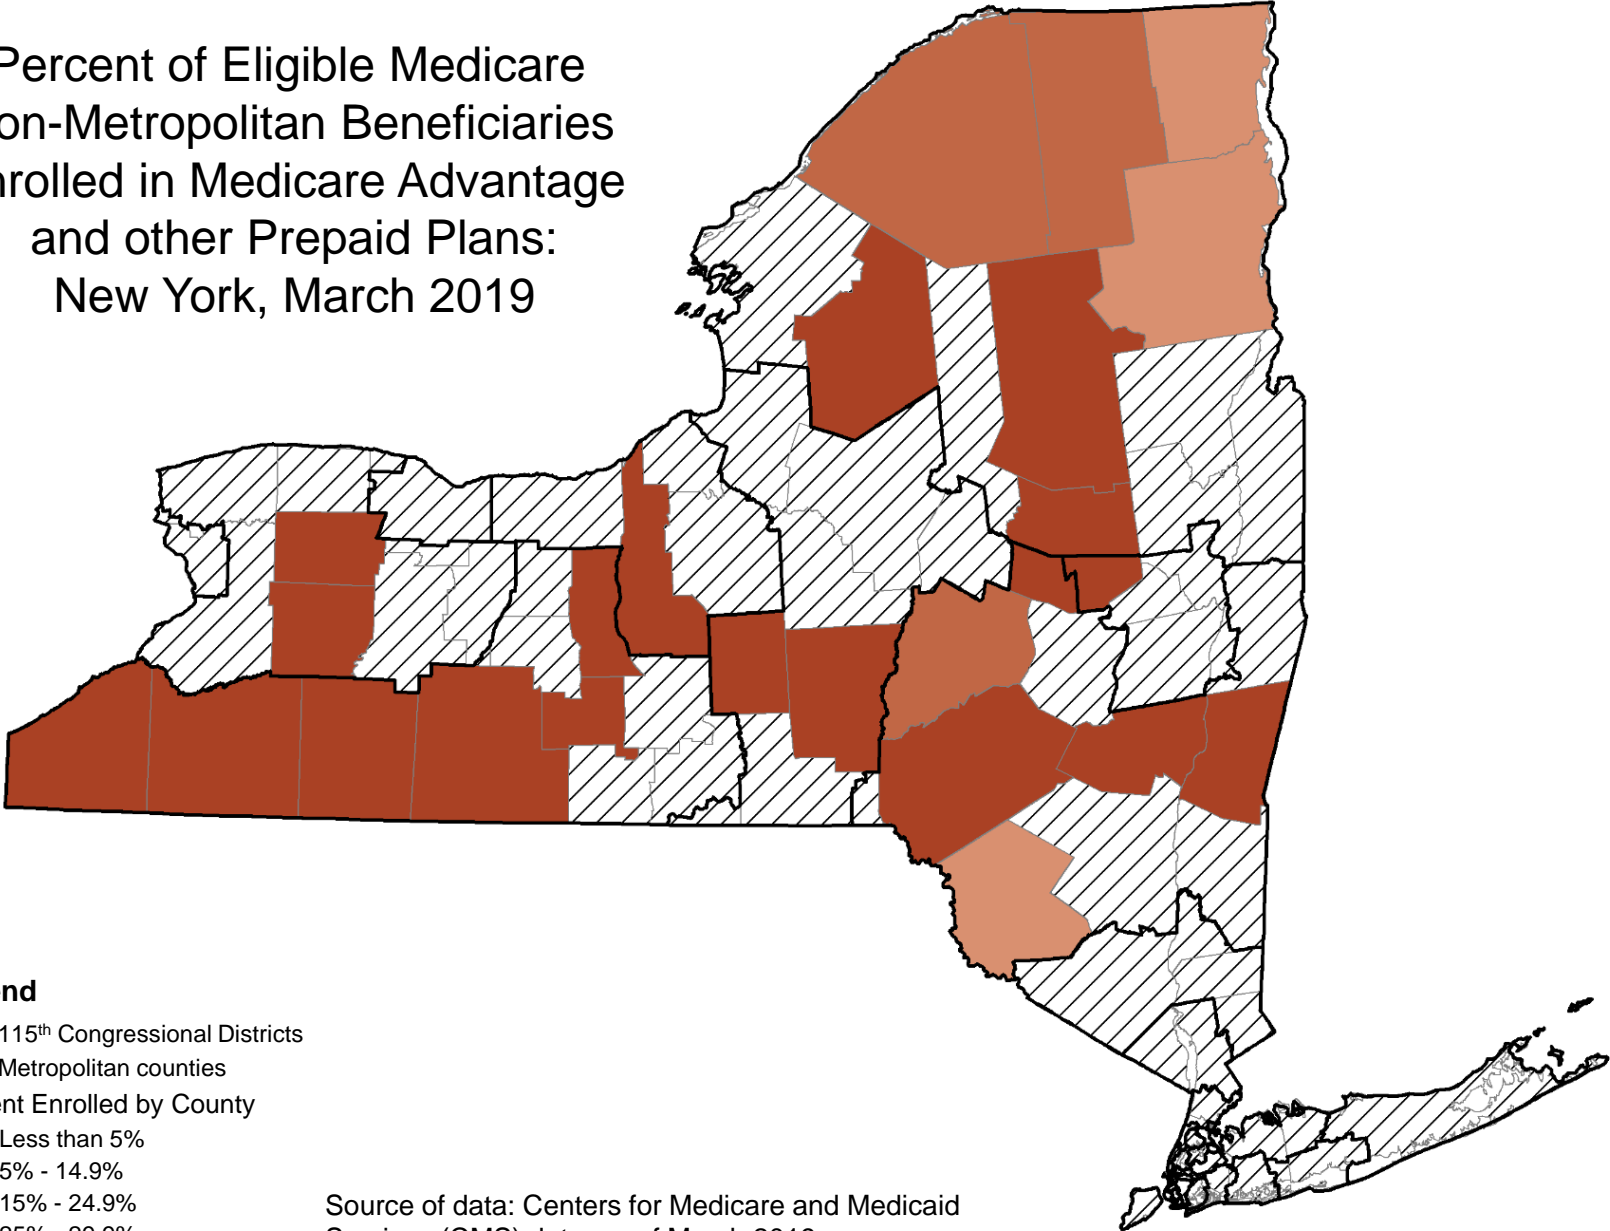 Percent of Eligible Medicare
on-Metropolitan Beneficiaries
nrolled in Medicare Advantage
and other Prepaid Plans:
New York, March 2019
end
115th Congressional Districts
Metropolitan counties
ent Enrolled by County
Less than 5%
5% - 14.9%
15% - 24.9%
Source of data: Centers for Medicare and Medicaid